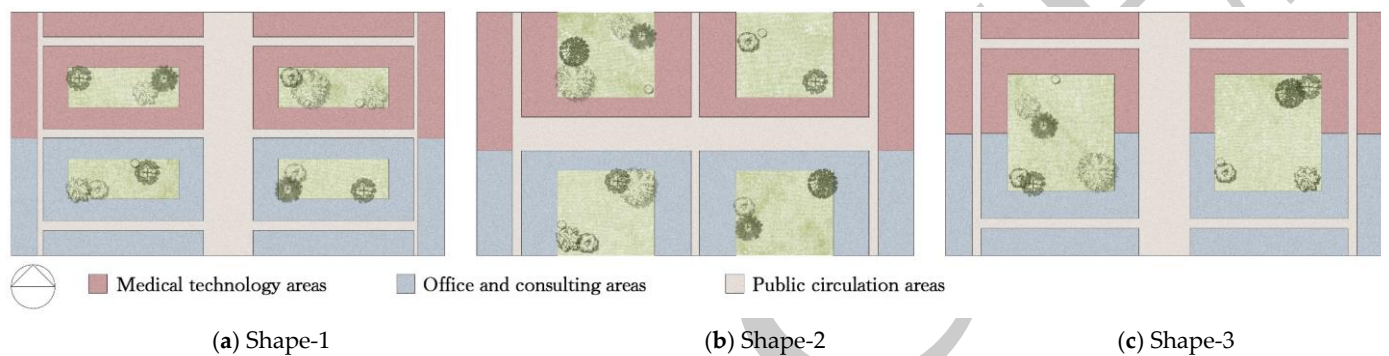 Medical technology areas Office and consulting areas Public circulation areas
(a) Shape-1 (b) Shape-2 (c) Shape-3